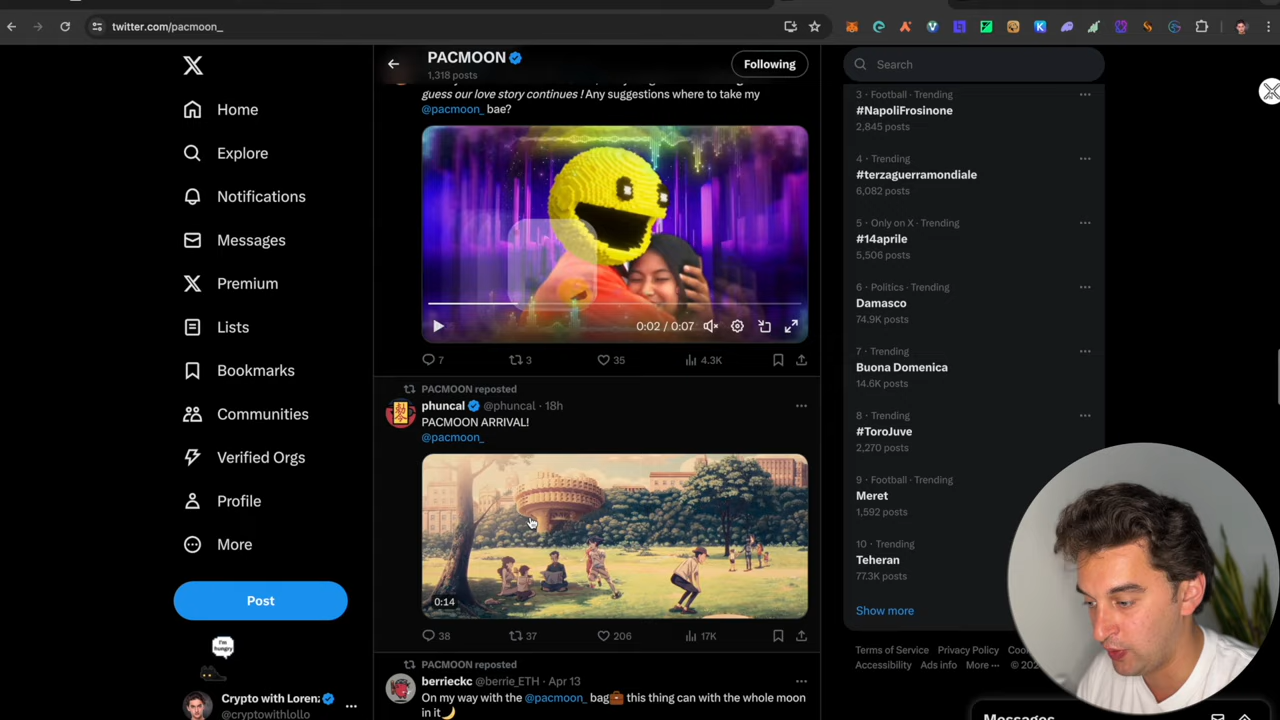 twitter.com/pacmoon_
Home
Explore
Notifications
Messages
Premium
Lists
Bookmarks
Communities
Verified Orgs
Profile
More
Post
I'm hungry
Crypto with Loren
@cryptowithlollo
PACMOON
1,318 posts
Following
guess our love story continues ! Any suggestions where to take my
@pacmoon_ bae?
0:02 / 0:07
7 3 35 4.3K
PACMOON reposted
phuncal @phuncal · 18h
PACMOON ARRIVAL!
@pacmoon_
0:14
38 37 206 17K
PACMOON reposted
berrieckc @berrie_ETH · Apr 13
On my way with the @pacmoon_ bag💼 this thing can with the whole moon
in it🌙
Search
3 · Football · Trending
#NapoliFrosinone
2,845 posts
4 · Trending
#terzaguerramondiale
6,082 posts
5 · Only on X · Trending
#14aprile
5,506 posts
6 · Politics · Trending
Damasco
74.9K posts
7 · Trending
Buona Domenica
14.6K posts
8 · Trending
#ToroJuve
2,270 posts
9 · Football · Trending
Meret
1,592 posts
10 · Trending
Teheran
77.3K posts
Show more
Terms of Service Privacy Policy
Accessibility Ads info More ···
Messages